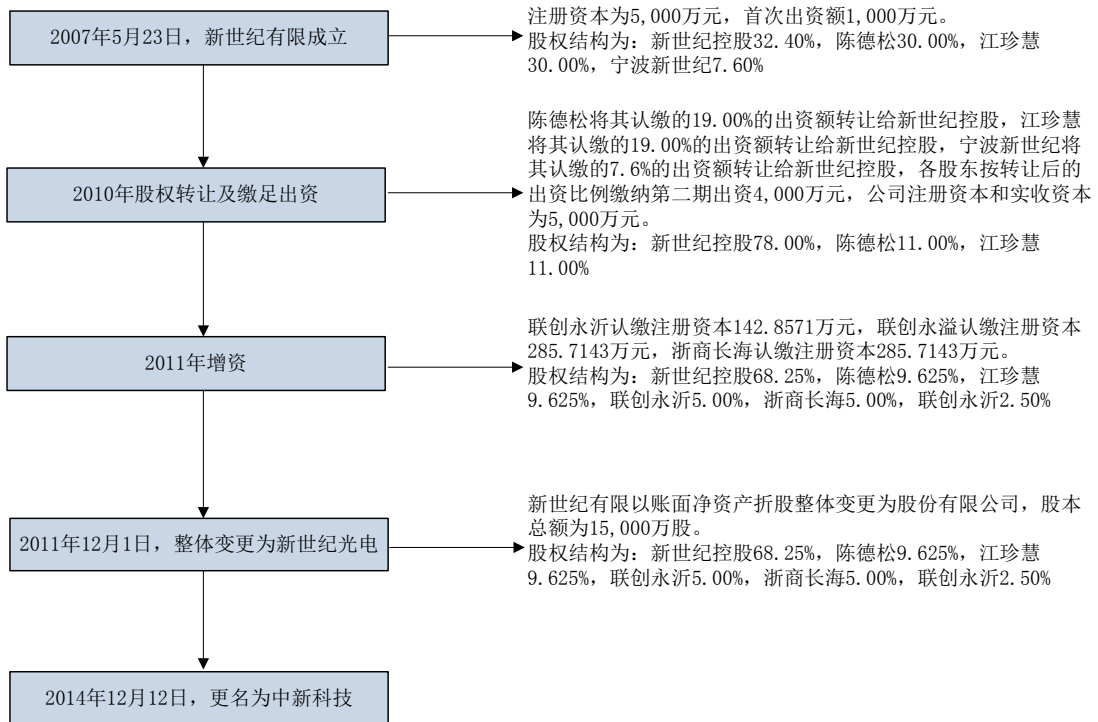 2007年5月23日，新世纪有限成立
注册资本为5,000万元，首次出资额1,000万元。
股权结构为：新世纪控股32.40%，陈德松30.00%，江珍慧
30.00%，宁波新世纪7.60%
2010年股权转让及缴足出资
陈德松将其认缴的19.00%的出资额转让给新世纪控股，江珍慧
将其认缴的19.00%的出资额转让给新世纪控股，宁波新世纪将
其认缴的7.6%的出资额转让给新世纪控股，各股东按转让后的
出资比例缴纳第二期出资4,000万元，公司注册资本和实收资本
为5,000万元。
股权结构为：新世纪控股78.00%，陈德松11.00%，江珍慧
11.00%
2011年增资
联创永沂认缴注册资本142.8571万元，联创永溢认缴注册资本
285.7143万元，浙商长海认缴注册资本285.7143万元。
股权结构为：新世纪控股68.25%，陈德松9.625%，江珍慧
9.625%，联创永沂5.00%，浙商长海5.00%，联创永沂2.50%
2011年12月1日，整体变更为新世纪光电
新世纪有限以账面净资产折股整体变更为股份有限公司，股本
总额为15,000万股。
股权结构为：新世纪控股68.25%，陈德松9.625%，江珍慧
9.625%，联创永沂5.00%，浙商长海5.00%，联创永沂2.50%
2014年12月12日，更名为中新科技